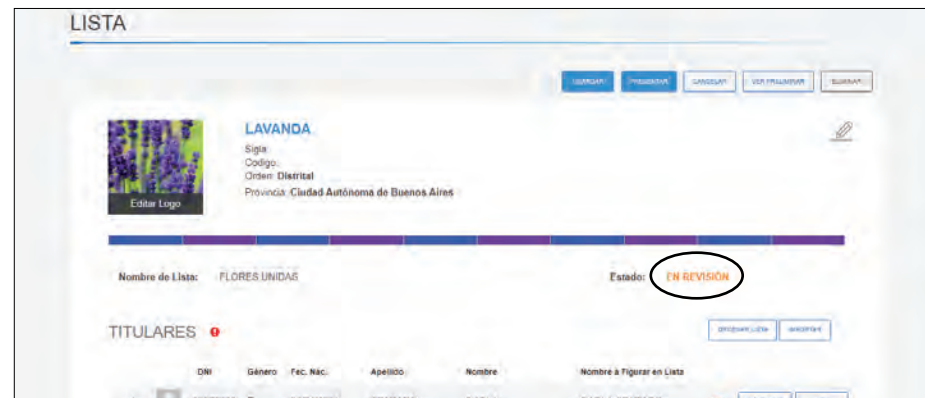 LISTA
GUARDAR PRESENTAR CANCELAR VER PRELIMINAR ELIMINAR
LAVANDA
Sigla:
Codigo:
Orden: Distrital
Provincia: Ciudad Autónoma de Buenos Aires
Editar Logo
Nombre de Lista: FLORES UNIDAS Estado: EN REVISIÓN
TITULARES
DNI Género Fec. Nac. Apellido Nombre Nombre a Figurar en Lista